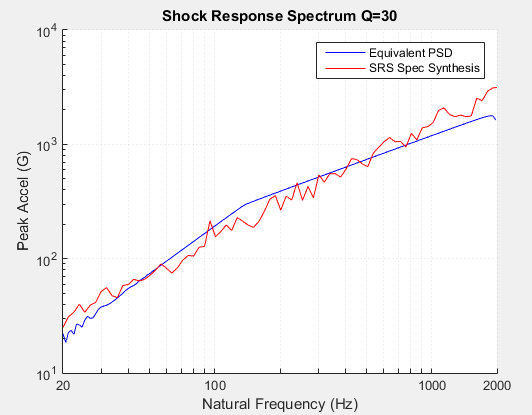 Shock Response Spectrum Q=30
10^4
Equivalent PSD
SRS Spec Synthesis
10^3
Peak Accel (G)
10^2
10^1
20 100 1000 2000
Natural Frequency (Hz)